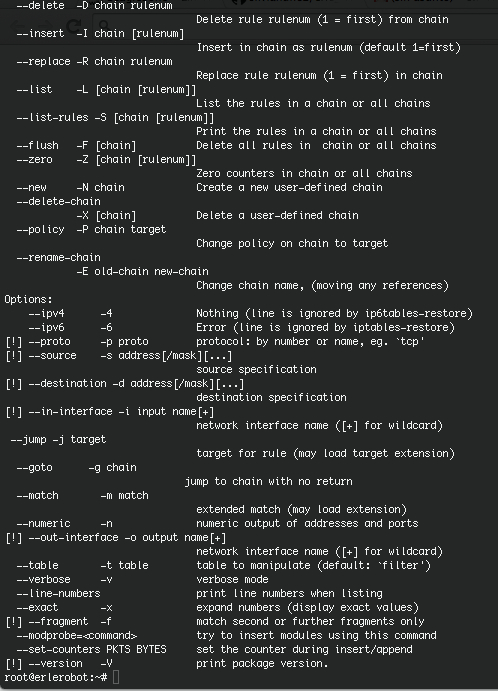 --delete  -D chain rulenum
Delete rule rulenum (1 = first) from chain
--insert  -I chain [rulenum]
Insert in chain as rulenum (default 1=first)
--replace -R chain rulenum
Replace rule rulenum (1 = first) in chain
--list    -L [chain [rulenum]]
List the rules in a chain or all chains
--list-rules -S [chain [rulenum]]
Print the rules in a chain or all chains
--flush   -F [chain]          Delete all rules in  chain or all chains
--zero    -Z [chain [rulenum]]
Zero counters in chain or all chains
--new     -N chain            Create a new user-defined chain
--delete-chain
-X [chain]          Delete a user-defined chain
--policy  -P chain target
Change policy on chain to target
--rename-chain
-E old-chain new-chain
Change chain name, (moving any references)
Options:
--ipv4      -4              Nothing (line is ignored by ip6tables-restore)
--ipv6      -6              Error (line is ignored by iptables-restore)
[!] --proto     -p proto        protocol: by number or name, eg. `tcp'
[!] --source    -s address[/mask][...]
source specification
[!] --destination -d address[/mask][...]
destination specification
[!] --in-interface -i input name[+]
network interface name ([+] for wildcard)
--jump -j target
target for rule (may load target extension)
--goto      -g chain
jump to chain with no return
--match       -m match
extended match (may load extension)
--numeric     -n              numeric output of addresses and ports
[!] --out-interface -o output name[+]
network interface name ([+] for wildcard)
--table       -t table        table to manipulate (default: `filter')
--verbose     -v              verbose mode
--line-numbers                print line numbers when listing
--exact       -x              expand numbers (display exact values)
[!] --fragment  -f              match second or further fragments only
--modprobe=<command>          try to insert modules using this command
--set-counters PKTS BYTES     set the counter during insert/append
[!] --version   -V              print package version.
root@erlerobot:~#